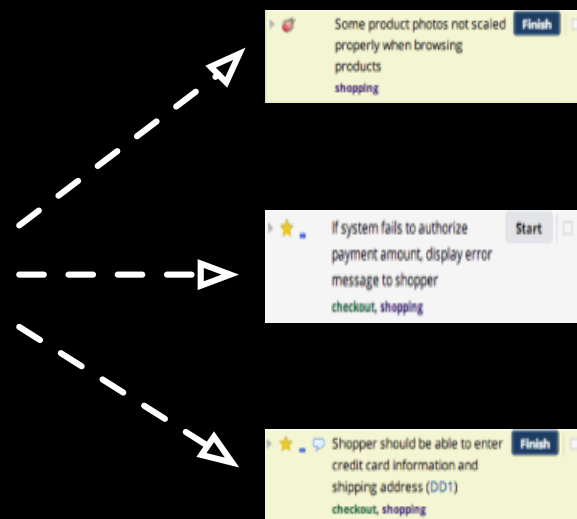 Some product photos not scaled Finish
properly when browsing
products
shopping
If system fails to authorize Start
payment amount, display error
message to shopper
checkout, shopping
Shopper should be able to enter Finish
credit card information and
shipping address (DD1)
checkout, shopping